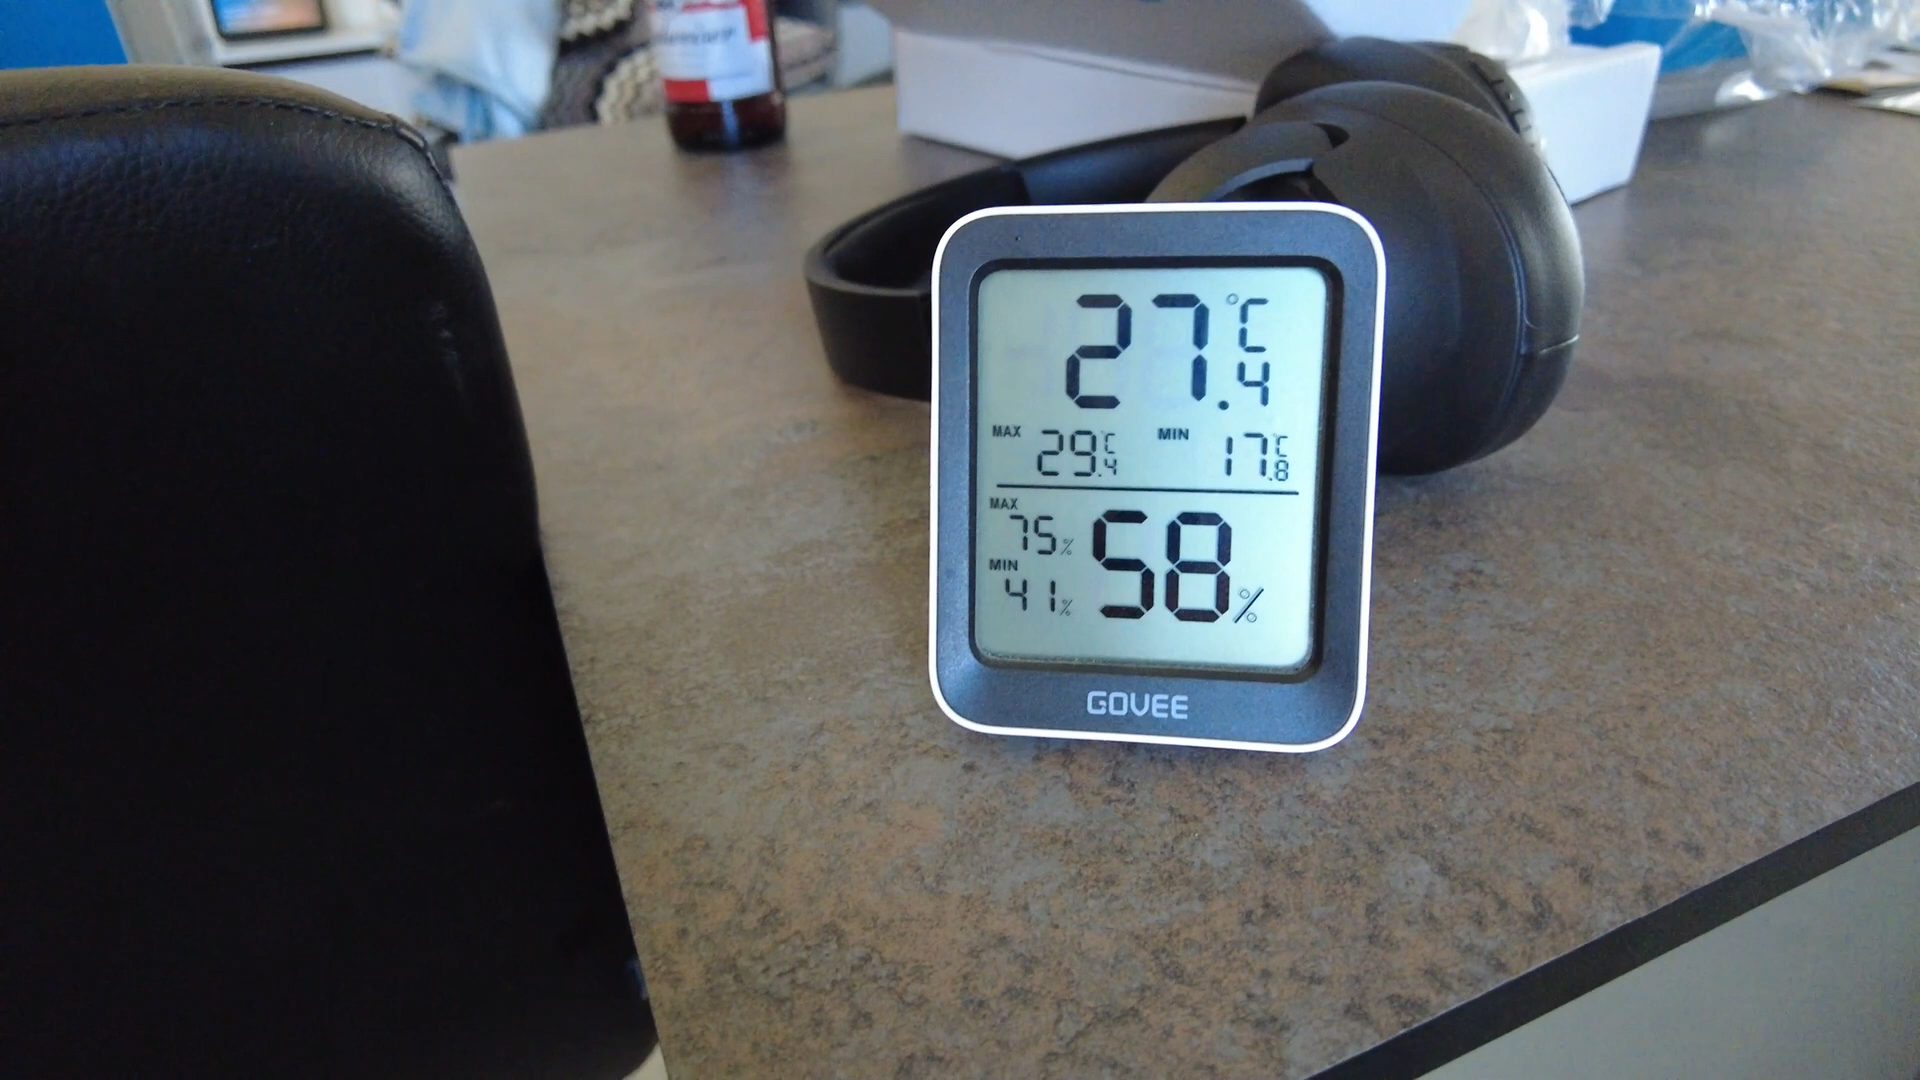 27.4 °C
MAX 29.4 °C MIN 17.8 °C
MAX
75%
MIN
41%
58%
GOVEE